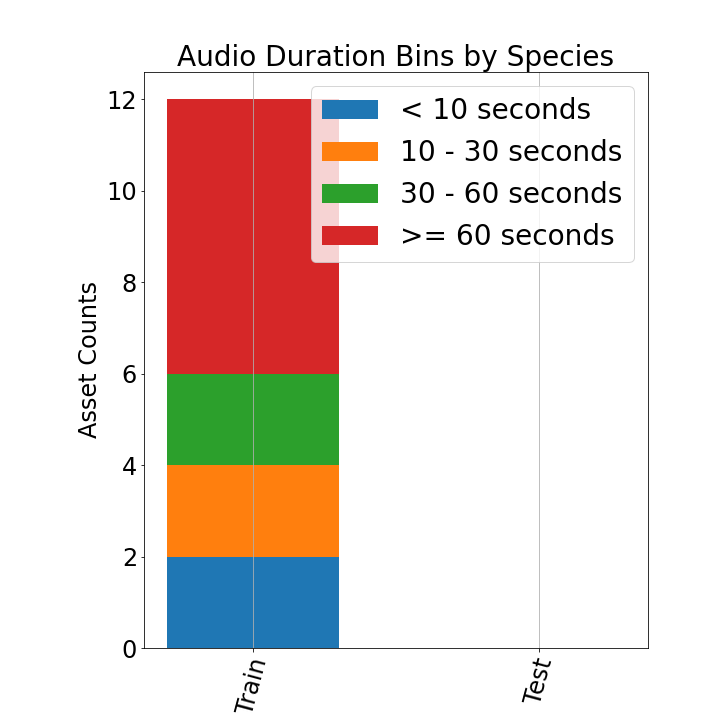 Audio Duration Bins by Species
12
10
8
6
4
2
0
Asset Counts
< 10 seconds
10 - 30 seconds
30 - 60 seconds
>= 60 seconds
Train
Test